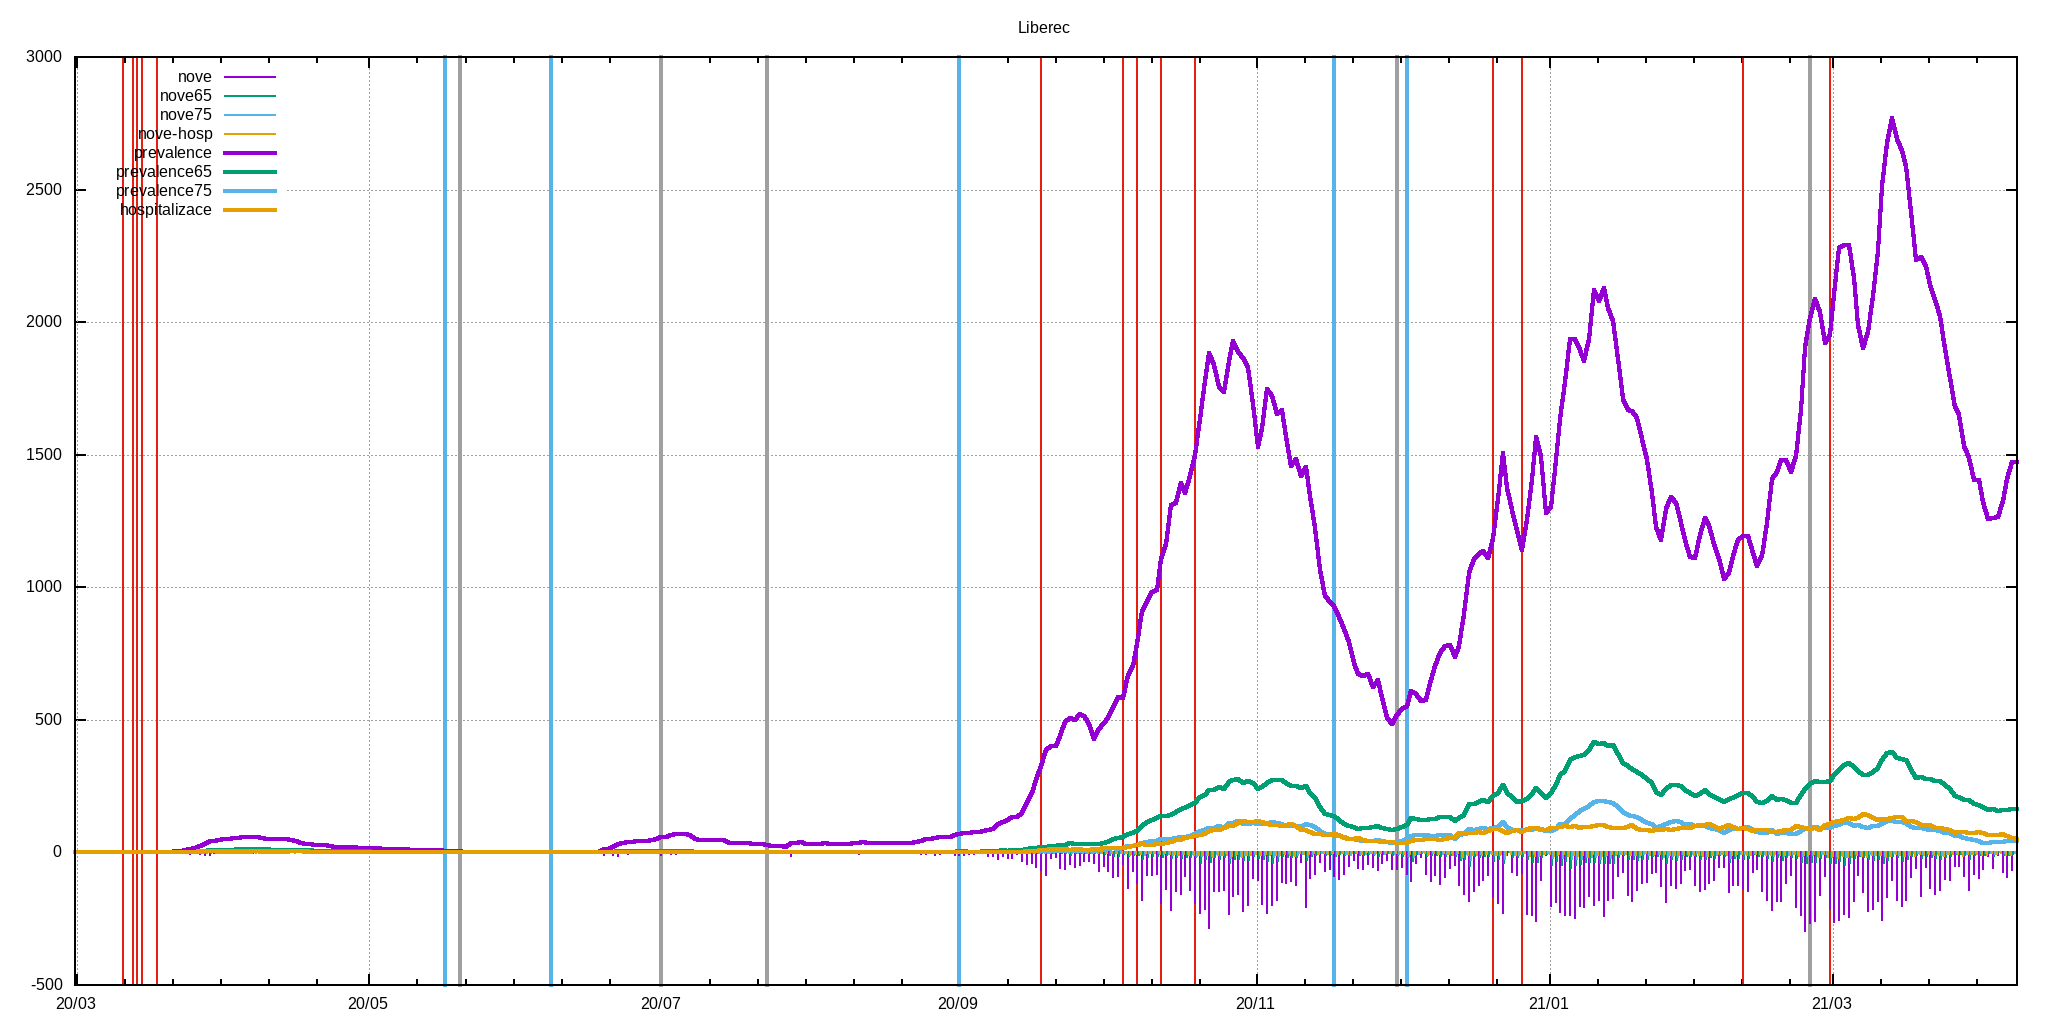 Liberec
3000
2500
2000
1500
1000
500
0
-500
nove
nove65
nove75
nove-hosp
prevalence
prevalence65
prevalence75
hospitalizace
20/03 20/05 20/07 20/09 20/11 21/01 21/03